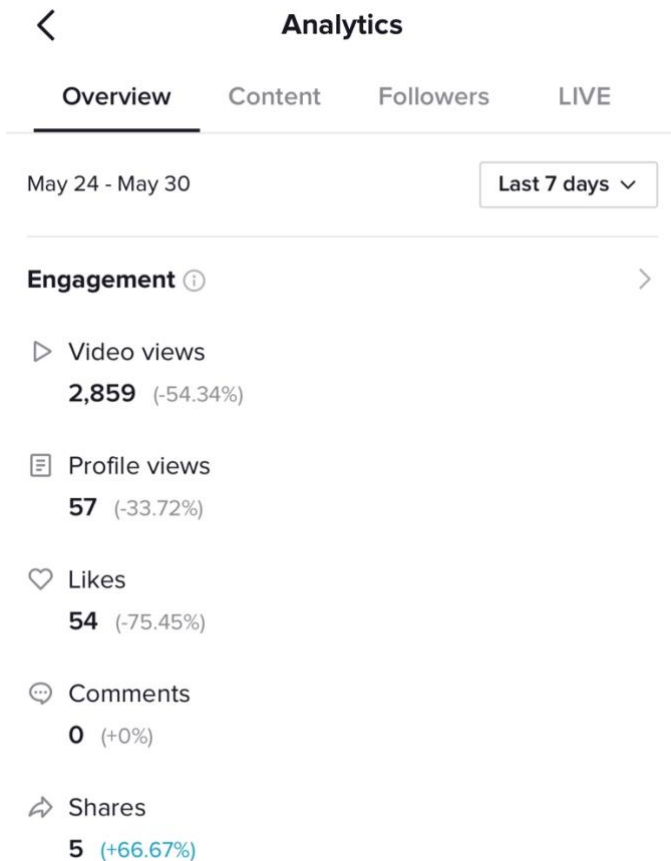 Analytics
Overview Content Followers LIVE
May 24 - May 30 Last 7 days
Engagement
Video views
2,859 (-54.34%)
Profile views
57 (-33.72%)
Likes
54 (-75.45%)
Comments
0 (+0%)
Shares
5 (+66.67%)